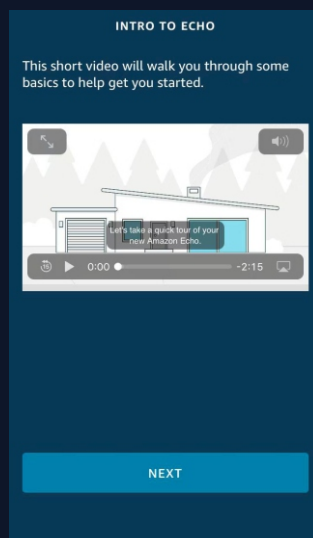 INTRO TO ECHO
This short video will walk you through some
basics to help get you started.
Let's take a quick tour of your
new Amazon Echo.
15 0:00 -2:15
NEXT